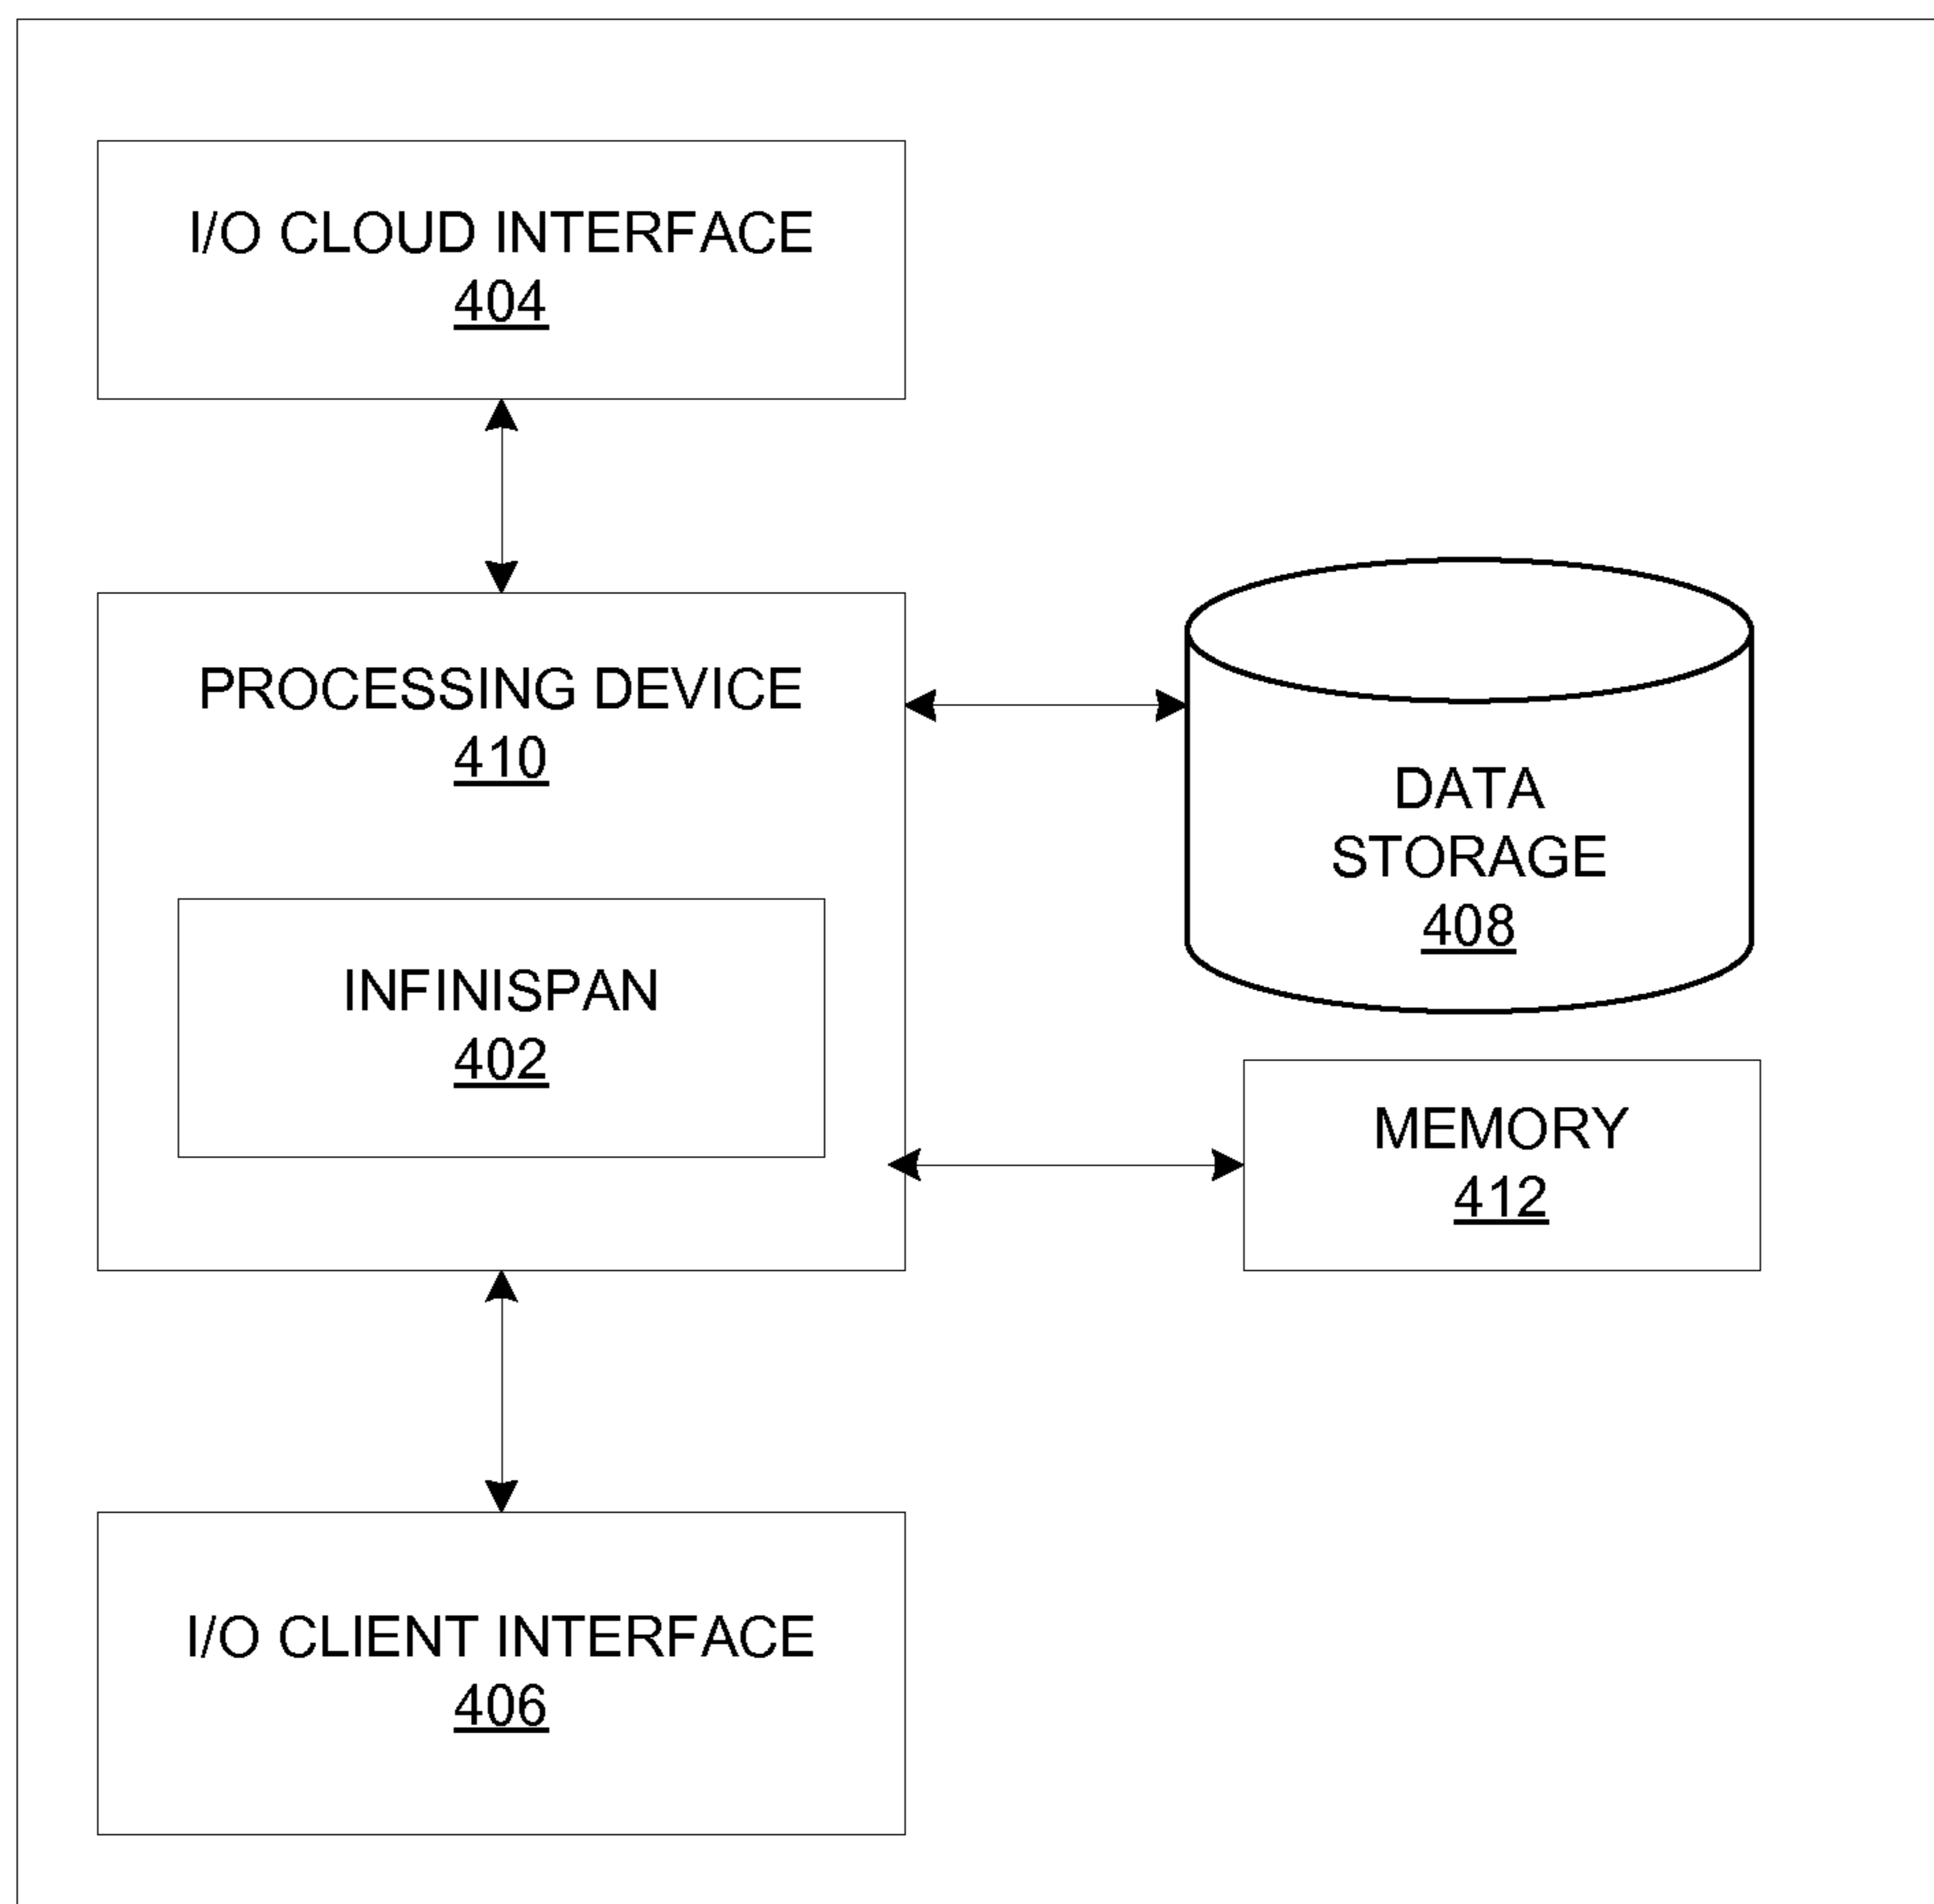 I/O CLOUD INTERFACE
404
PROCESSING DEVICE
410
INFINISPAN
402
DATA
STORAGE
408
MEMORY
412
I/O CLIENT INTERFACE
406